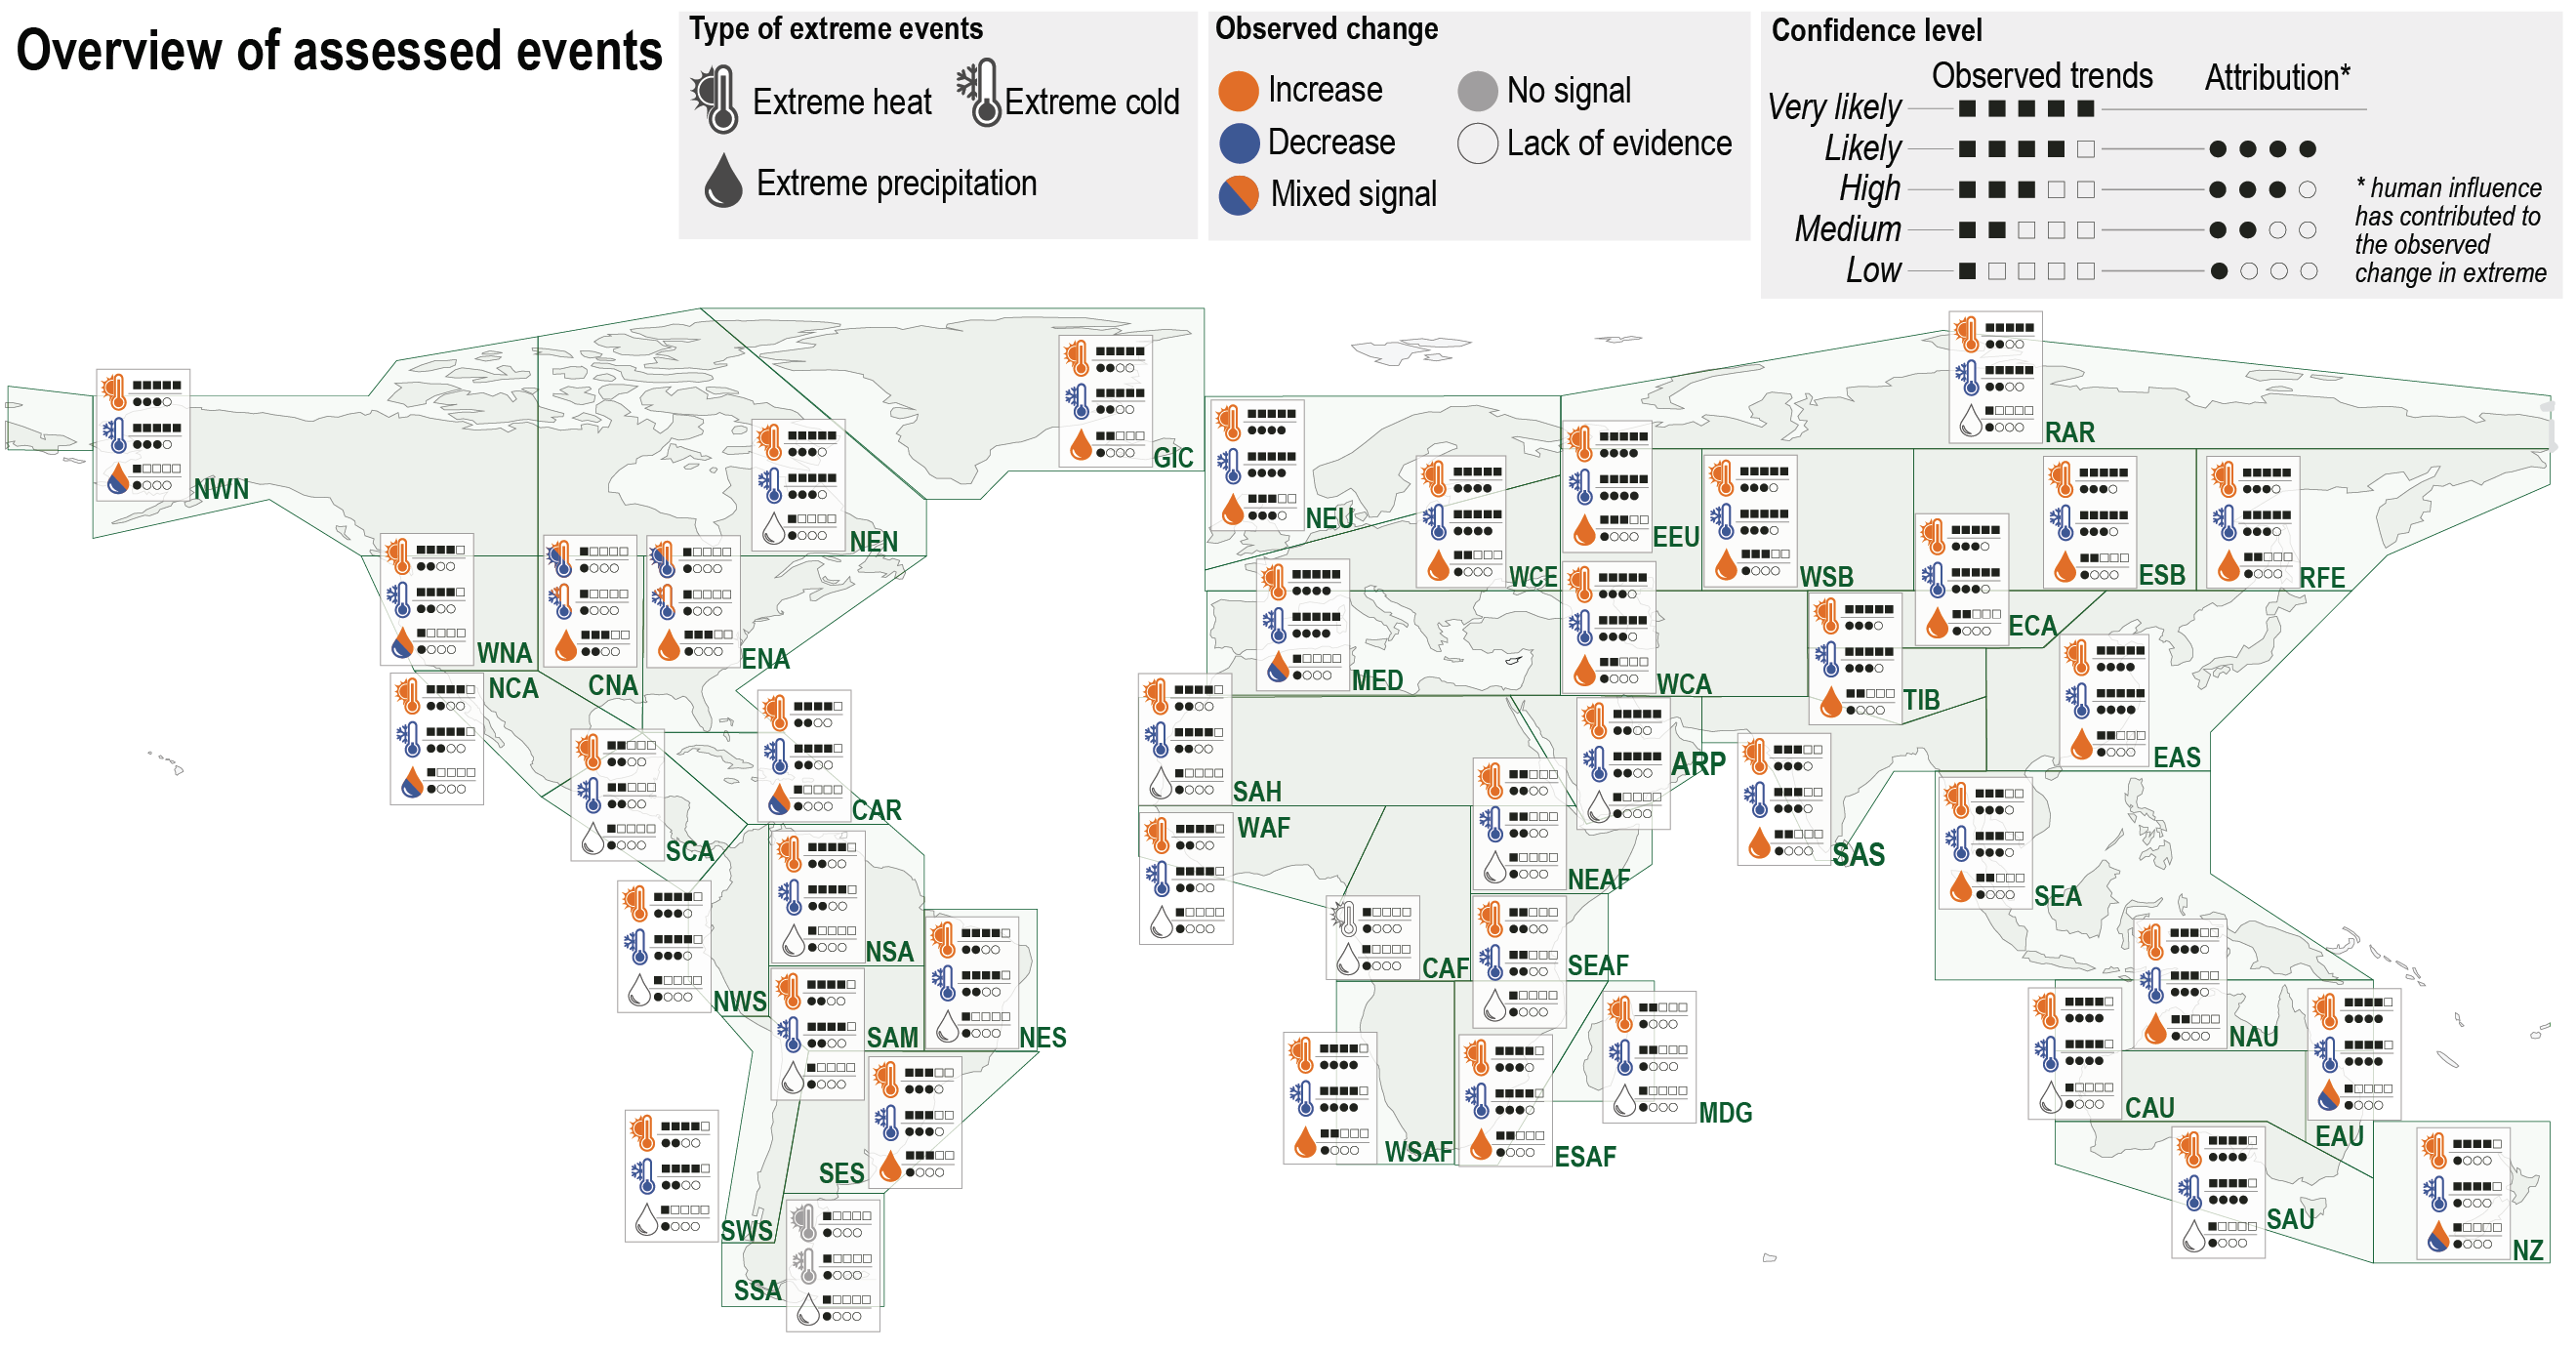 Overview of assessed events
Type of extreme events
Extreme heat
Extreme cold
Extreme precipitation
Observed change
Increase
No signal
Decrease
Lack of evidence
Mixed signal
Confidence level
Observed trends
Attribution*
Very likely
Likely
High
Medium
Low
* human influence
has contributed to
the observed
change in extreme
GIC
RAR
NWN
NEN
NEU
EEU
WCE
WSB
ESB
RFE
WNA
ENA
ECA
NCA
CNA
MED
WCA
TIB
CAR
SCA
SAH
WAF
ARP
EAS
SAS
NEAF
SEA
NSA
CAF
SEAF
NWS
SAM
NES
NAU
MDG
CAU
EAU
WSAF
ESAF
SES
SWS
SAU
NZ
SSA